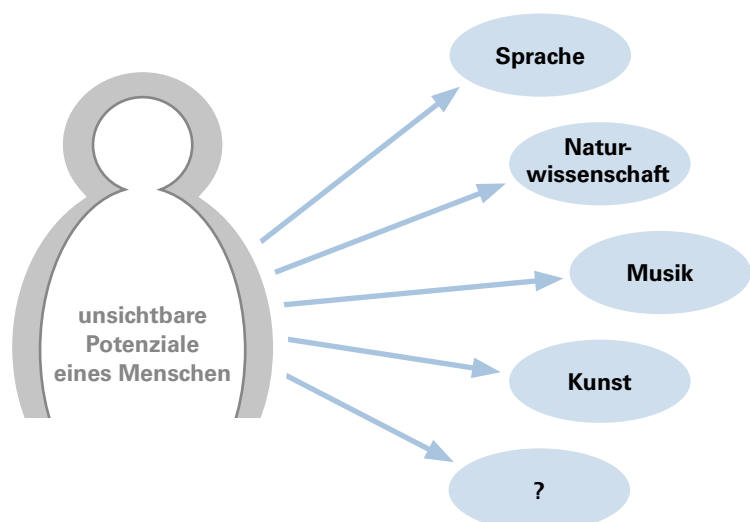 Sprache
Natur-
wissenschaft
Musik
unsichtbare
Potenziale
eines Menschen
Kunst
?